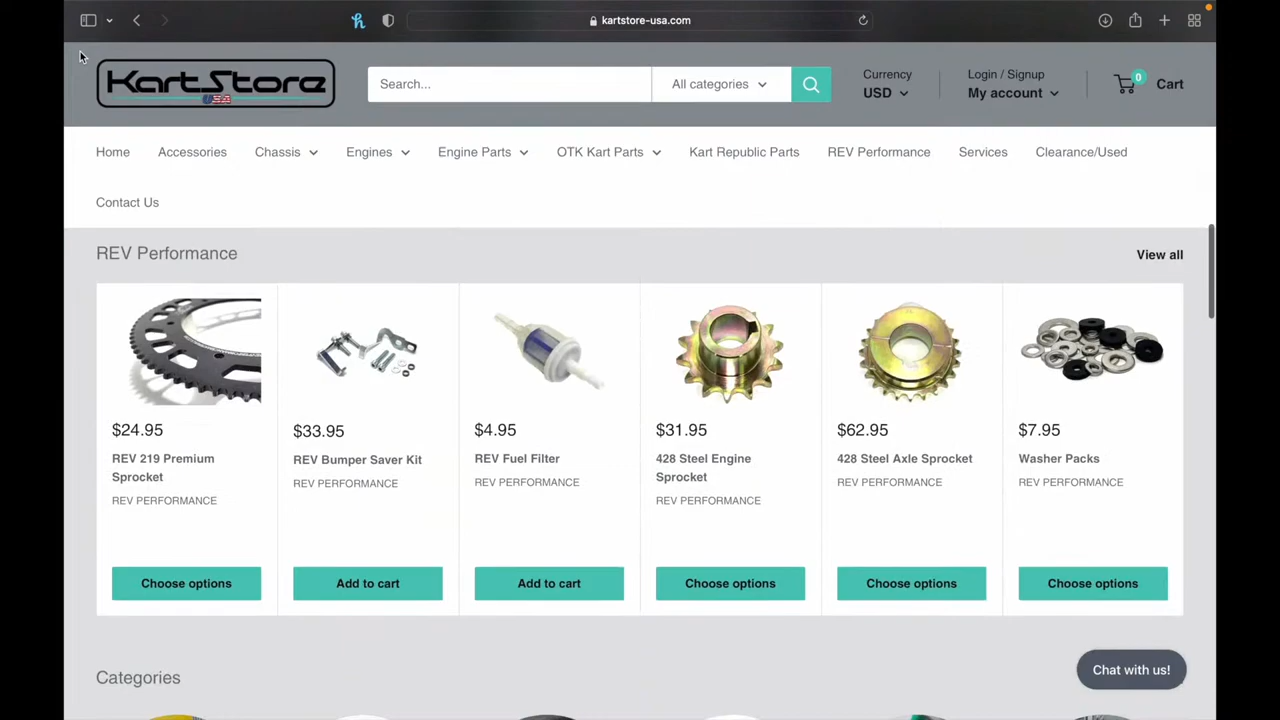 kartstore-usa.com
KartStore
Search...
All categories
Currency
USD
Login / Signup
My account
0
Cart
Home
Accessories
Chassis
Engines
Engine Parts
OTK Kart Parts
Kart Republic Parts
REV Performance
Services
Clearance/Used
Contact Us
REV Performance
View all
$24.95
REV 219 Premium
Sprocket
REV PERFORMANCE
Choose options
$33.95
REV Bumper Saver Kit
REV PERFORMANCE
Add to cart
$4.95
REV Fuel Filter
REV PERFORMANCE
Add to cart
$31.95
428 Steel Engine
Sprocket
REV PERFORMANCE
Choose options
$62.95
428 Steel Axle Sprocket
REV PERFORMANCE
Choose options
$7.95
Washer Packs
REV PERFORMANCE
Choose options
Categories
Chat with us!